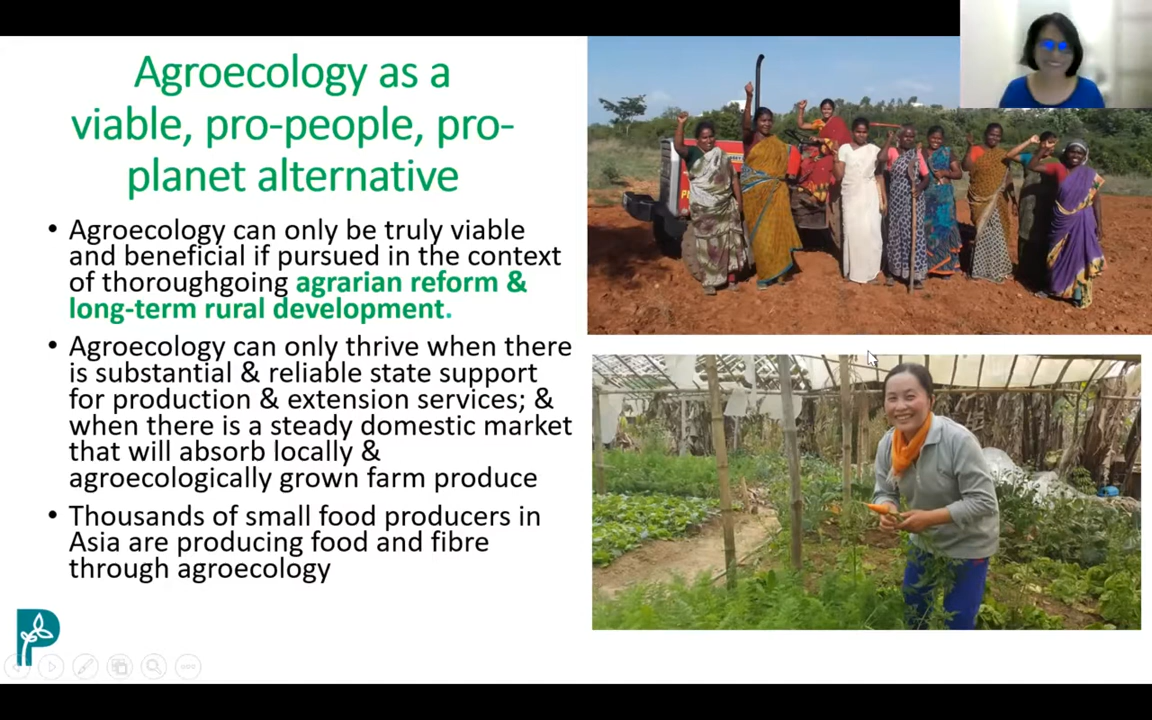 Agroecology as a
viable, pro-people, pro-
planet alternative
• Agroecology can only be truly viable
and beneficial if pursued in the context
of thoroughgoing agrarian reform &
long-term rural development.
• Agroecology can only thrive when there
is substantial & reliable state support
for production & extension services; &
when there is a steady domestic market
that will absorb locally &
agroecologically grown farm produce
• Thousands of small food producers in
Asia are producing food and fibre
through agroecology
P